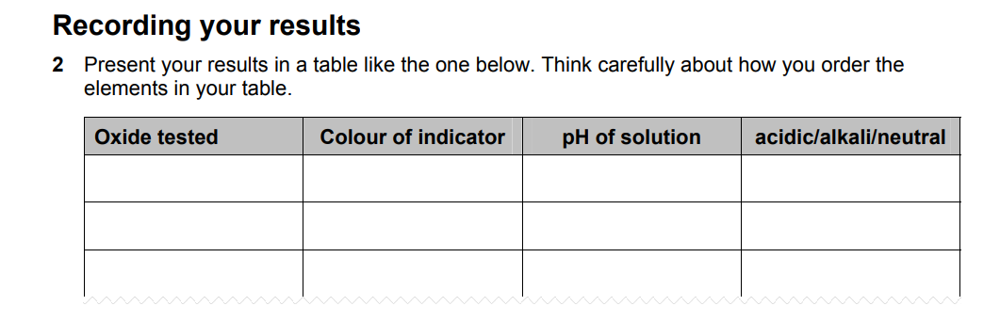 Recording your results
2 Present your results in a table like the one below. Think carefully about how you order the
elements in your table.
Oxide tested Colour of indicator pH of solution acidic/alkali/neutral